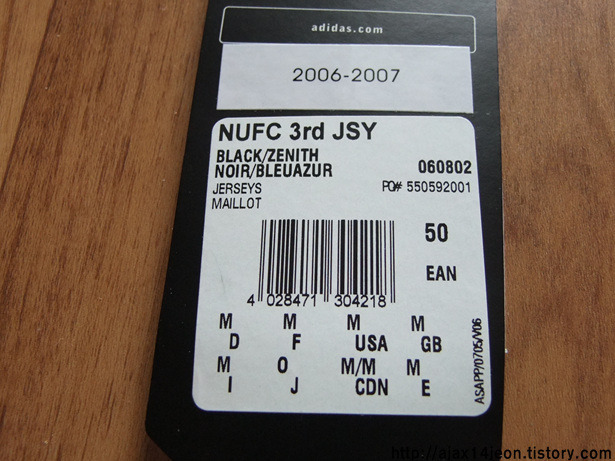 adidas.com
2006-2007
NUFC 3rd JSY
BLACK/ZENITH
NOIR/BLEUAZUR 060802
JERSEYS PO# 550592001
MAILLOT
50
EAN
4 028471 304218
M M M M
D F USA GB
M O M/M M
I J CDN E
ASAPP/0705/V06
http://ajax14jeon.tistory.com